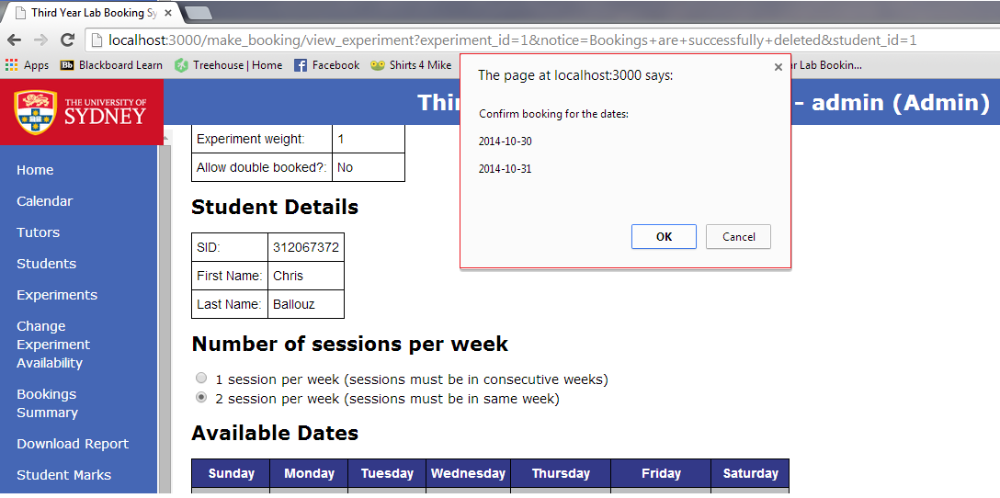 Third Year Lab Booking Sy
localhost:3000/make_booking/view_experiment?experiment_id=1&notice=Bookings+are+successfully+deleted&student_id=1
Apps Bb Blackboard Learn Treehouse | Home Facebook Shirts 4 Mike r Lab Bookin...
THE UNIVERSITY OF
SYDNEY
Thi - admin (Admin)
Home
Calendar
Tutors
Students
Experiments
Change
Experiment
Availability
Bookings
Summary
Download Report
Student Marks
Experiment weight: 1
Allow double booked?: No
Student Details
SID: 312067372
First Name: Chris
Last Name: Ballouz
Number of sessions per week
1 session per week (sessions must be in consecutive weeks)
2 session per week (sessions must be in same week)
Available Dates
Sunday Monday Tuesday Wednesday Thursday Friday Saturday
The page at localhost:3000 says:
Confirm booking for the dates:
2014-10-30
2014-10-31
OK Cancel